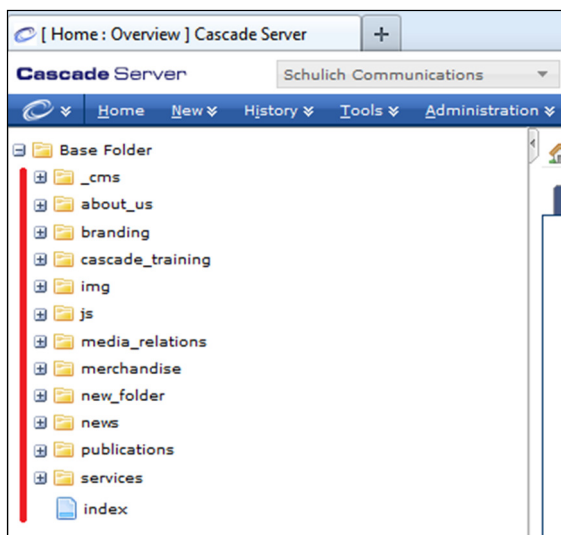 [ Home : Overview ] Cascade Server
Cascade Server
Schulich Communications
Home New History Tools Administration
Base Folder
_cms
about_us
branding
cascade_training
img
js
media_relations
merchandise
new_folder
news
publications
services
index